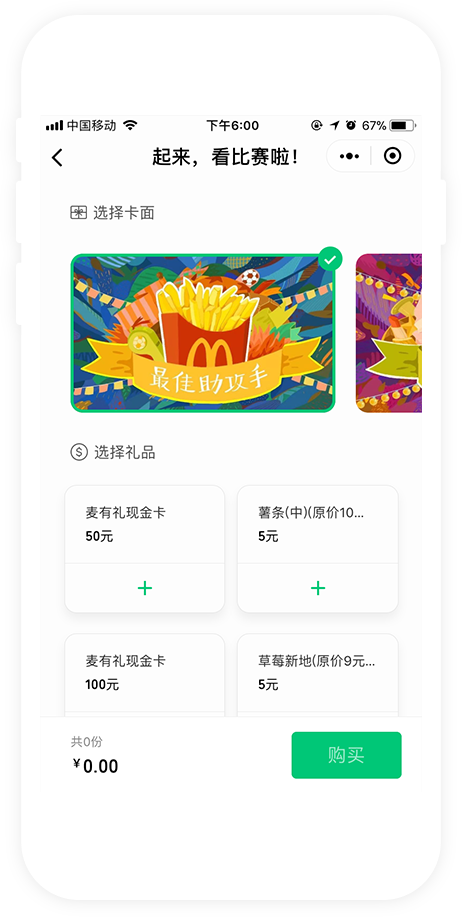 中国移动 下午6:00 67%
起来，看比赛啦！
选择卡面
最佳助攻手
选择礼品
麦有礼现金卡
50元
薯条(中)(原价10...
5元
麦有礼现金卡
100元
草莓新地(原价9元...
5元
共0份
¥0.00
购买